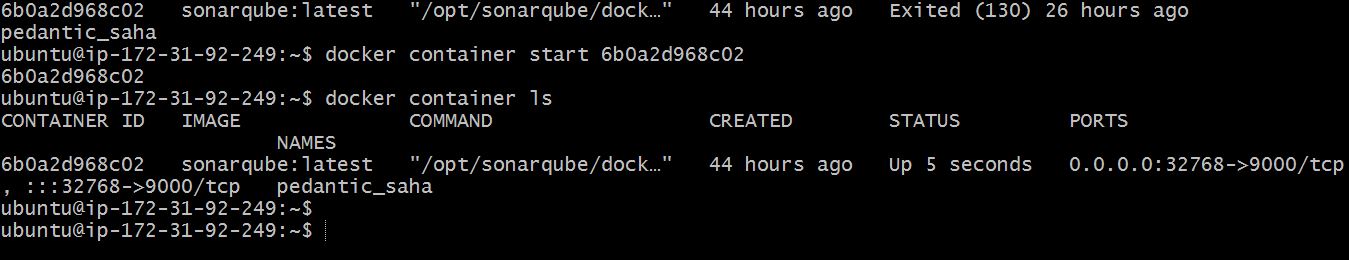 6b0a2d968c02   sonarqube:latest   "/opt/sonarqube/dock…"   44 hours ago   Exited (130) 26 hours ago
pedantic_saha
ubuntu@ip-172-31-92-249:~$ docker container start 6b0a2d968c02
6b0a2d968c02
ubuntu@ip-172-31-92-249:~$ docker container ls
CONTAINER ID   IMAGE              COMMAND                  CREATED        STATUS         PORTS
                       NAMES
6b0a2d968c02   sonarqube:latest   "/opt/sonarqube/dock…"   44 hours ago   Up 5 seconds   0.0.0.0:32768->9000/tcp
, :::32768->9000/tcp   pedantic_saha
ubuntu@ip-172-31-92-249:~$
ubuntu@ip-172-31-92-249:~$